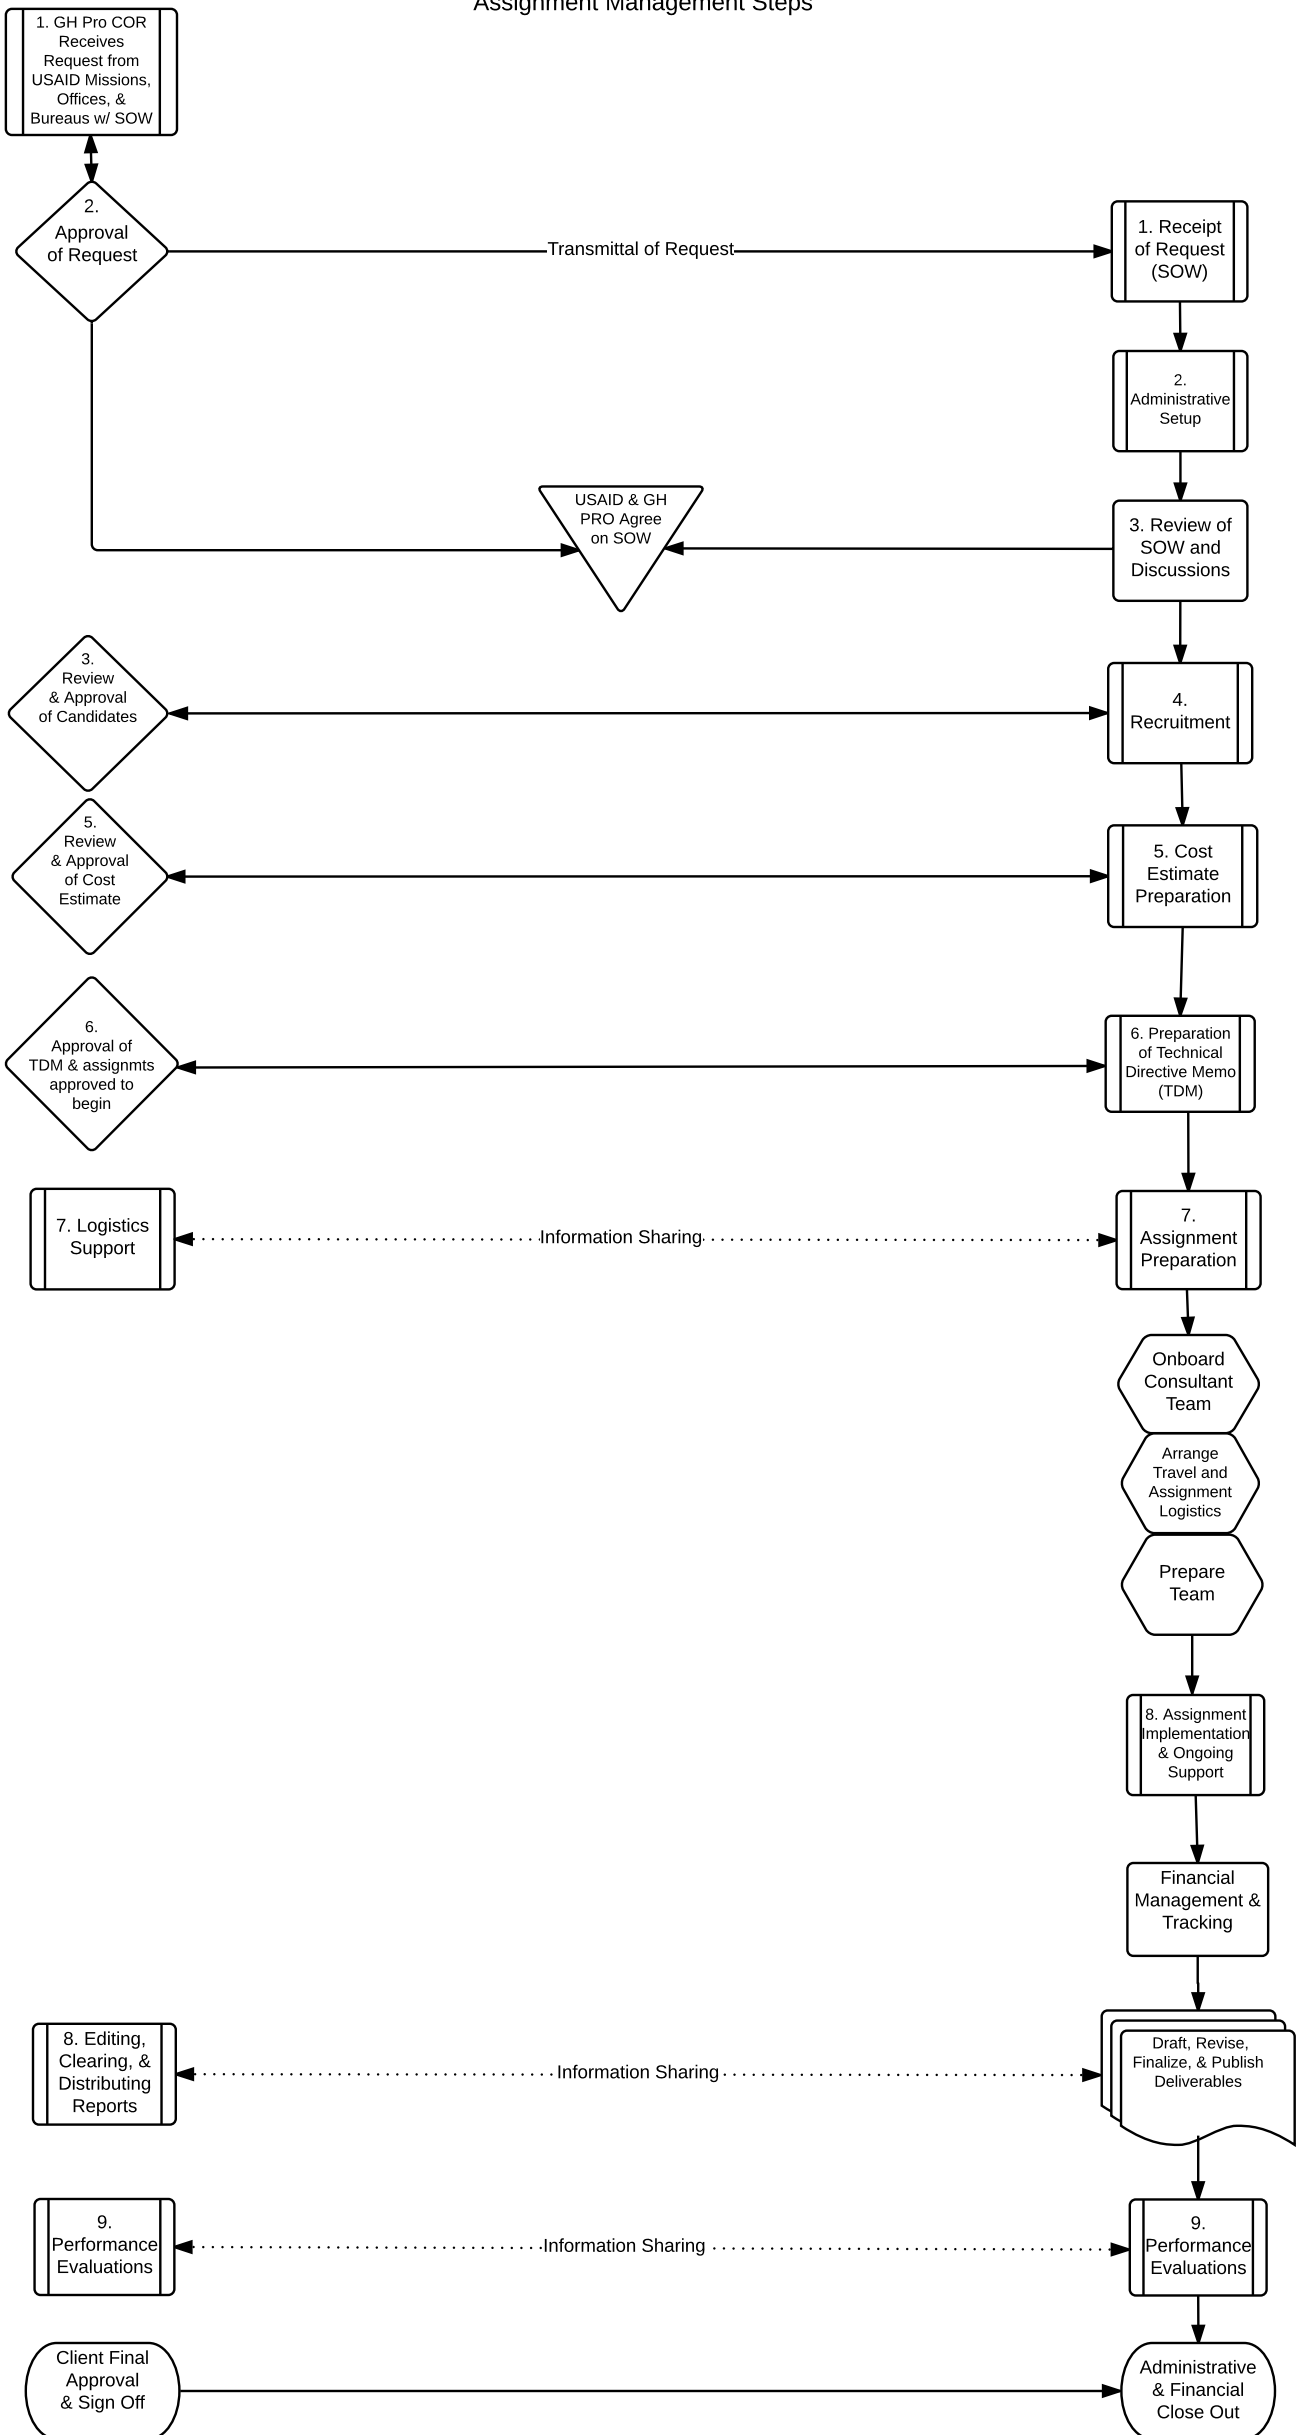 Assignment Management Steps
1. GH Pro COR
Receives
Request from
USAID Missions,
Offices, &
Bureaus w/ SOW
2.
Approval
of Request
Transmittal of Request
1. Receipt
of Request
(SOW)
2.
Administrative
Setup
USAID & GH
PRO Agree
on SOW
3. Review of
SOW and
Discussions
3.
Review
& Approval
of Candidates
4.
Recruitment
5.
Review
& Approval
of Cost
Estimate
5. Cost
Estimate
Preparation
6.
Approval of
TDM & assignmts
approved to
begin
6. Preparation
of Technical
Directive Memo
(TDM)
7. Logistics
Support
Information Sharing
7.
Assignment
Preparation
Onboard
Consultant
Team
Arrange
Travel and
Assignment
Logistics
Prepare
Team
8. Assignment
Implementation
& Ongoing
Support
Financial
Management &
Tracking
8. Editing,
Clearing, &
Distributing
Reports
Information Sharing
Draft, Revise,
Finalize, & Publish
Deliverables
9.
Performance
Evaluations
Information Sharing
9.
Performance
Evaluations
Client Final
Approval
& Sign Off
Administrative
& Financial
Close Out